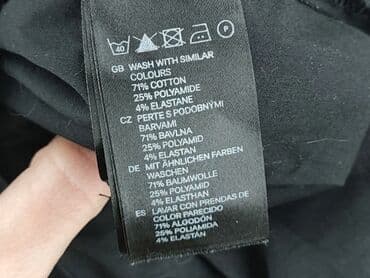 40 P
GB WASH WITH SIMILAR
COLOURS
71% COTTON
25% POLYAMIDE
4% ELASTANE
CZ PERTE S PODOBNÝMI
BARVAMI
71% BAVLNA
25% POLYAMID
4% ELASTAN
DE MIT ÄHNLICHEN FARBEN
WASCHEN
71% BAUMWOLLE
25% POLYAMID
4% ELASTAN
ES LAVAR CON PRENDAS DE
COLOR PARECIDO
71% ALGODÓN
25% POLIAMIDA
4% ELASTÁN